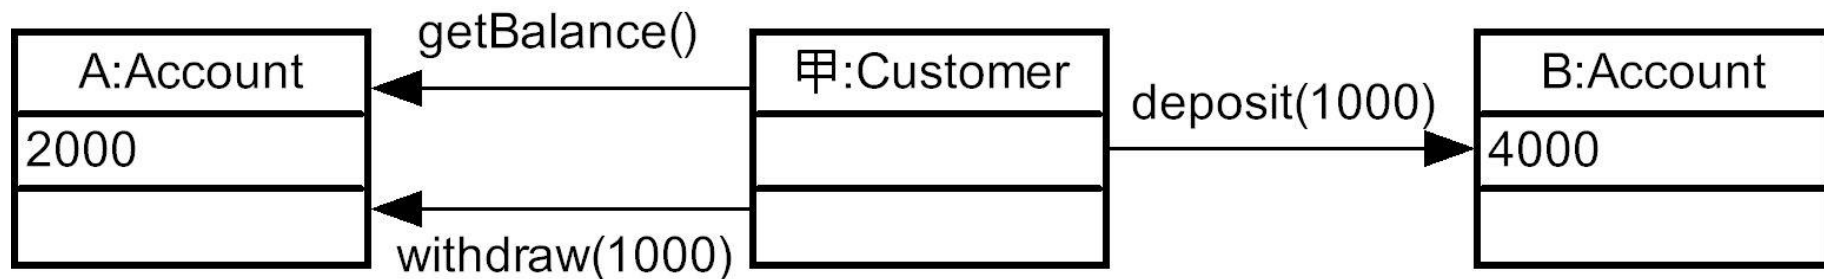 getBalance()
A:Account
甲:Customer
B:Account
deposit(1000)
2000
4000
withdraw(1000)